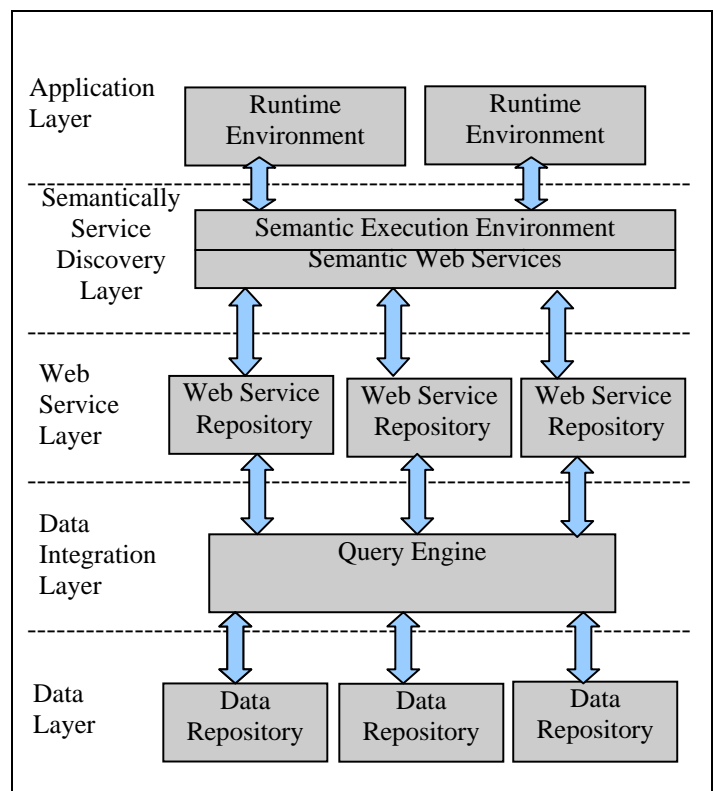 Application
Layer
Runtime
Environment
Runtime
Environment
Semantically
Service
Discovery
Layer
Semantic Execution Environment
Semantic Web Services
Web
Service
Layer
Web Service
Repository
Web Service
Repository
Web Service
Repository
Data
Integration
Layer
Query Engine
Data
Layer
Data
Repository
Data
Repository
Data
Repository